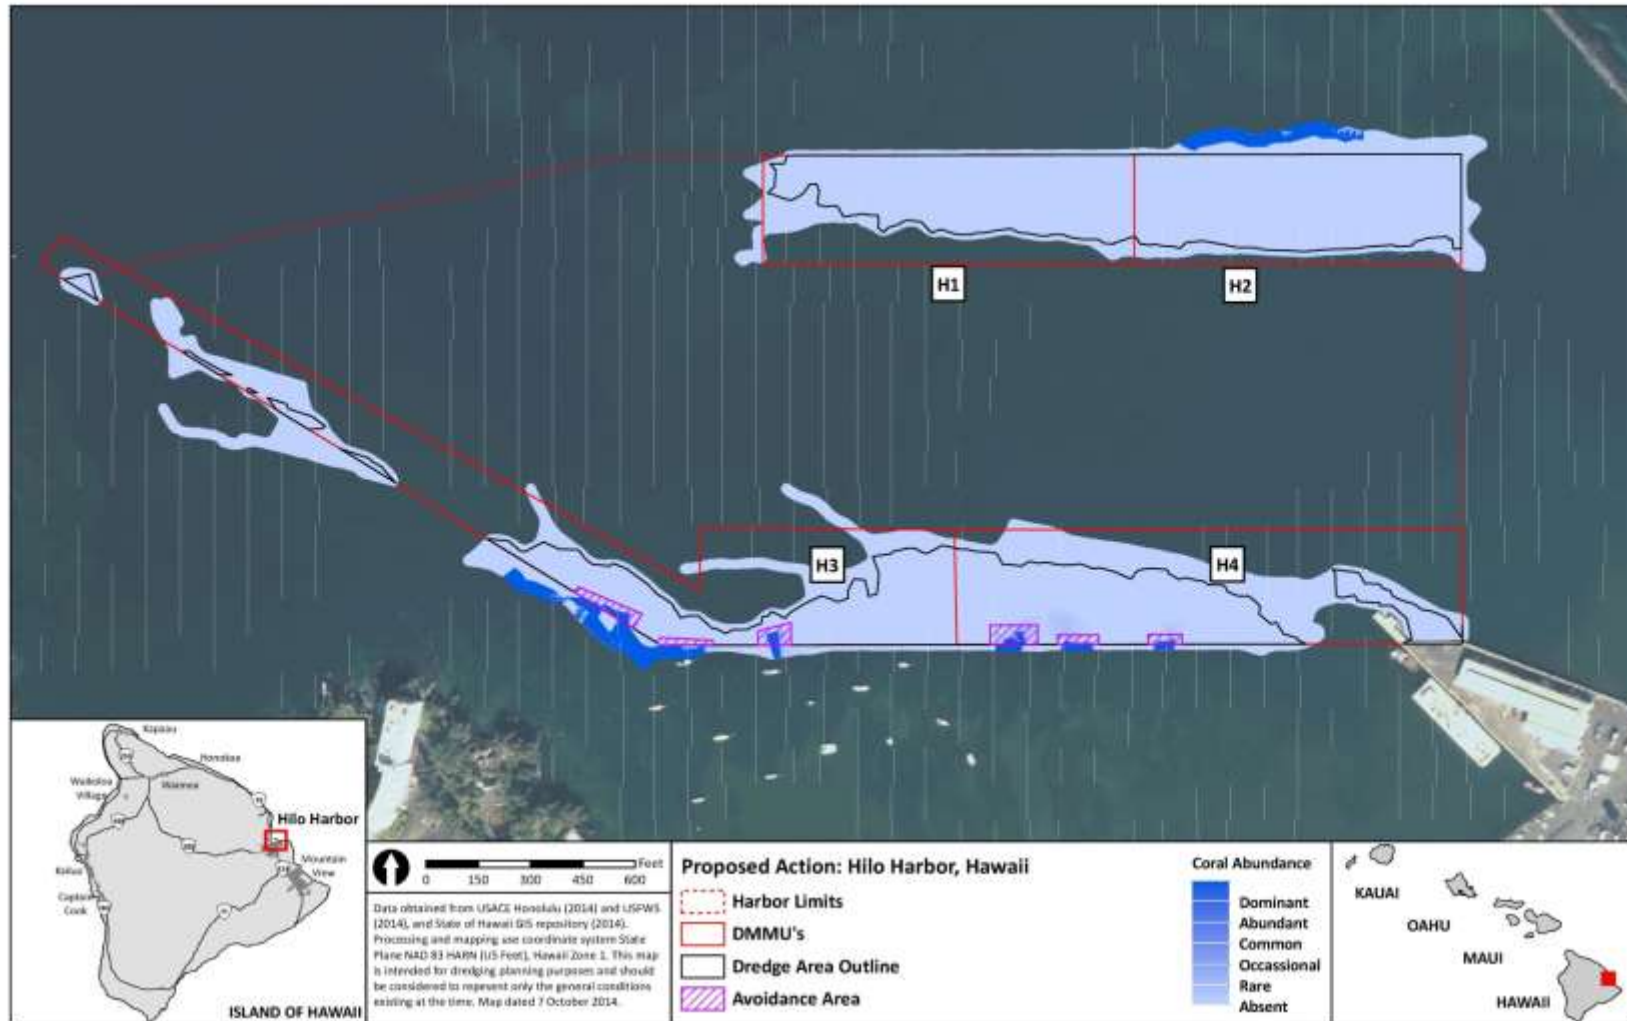 H1
H2
H3
H4
Kapaau
Honokaa
Waikoloa
Village
Waimea
Hilo Harbor
Mountain
View
Kailua
Captain
Cook
ISLAND OF HAWAII
Feet
0 150 300 450 600
Data obtained from USACE Honolulu (2014) and USFWS
(2014), and State of Hawaii GIS repository (2014).
Processing and mapping use coordinate system State
Plane NAD 83 HARN (US Feet), Hawaii Zone 1. This map
is intended for dredging planning purposes and should
be considered to repesent only the general conditions
existing at the time. Map dated 7 October 2014.
Proposed Action: Hilo Harbor, Hawaii
Harbor Limits
DMMU's
Dredge Area Outline
Avoidance Area
Coral Abundance
Dominant
Abundant
Common
Occassional
Rare
Absent
KAUAI
OAHU
MAUI
HAWAII